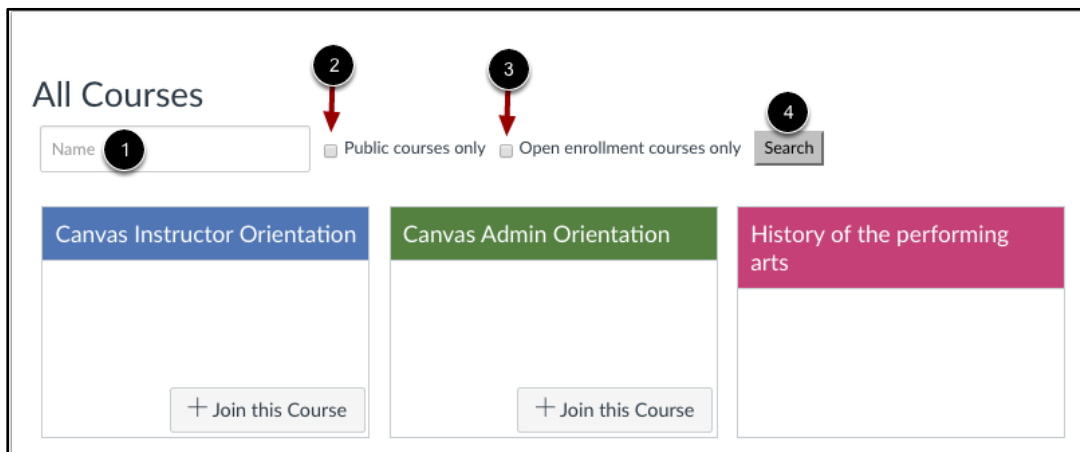 2
3
All Courses
4
Name 1 Public courses only Open enrollment courses only Search
Canvas Instructor Orientation
Canvas Admin Orientation
History of the performing
arts
+ Join this Course
+ Join this Course